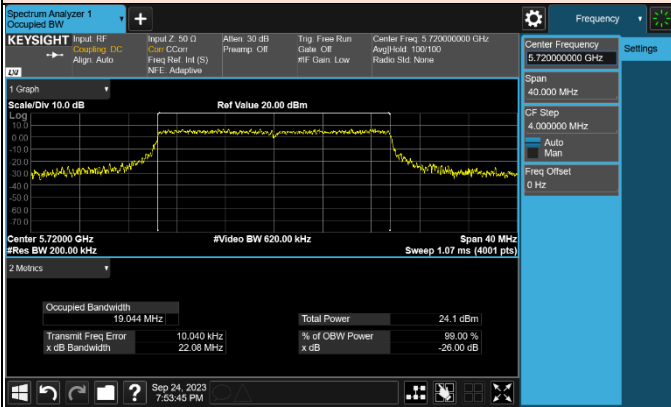 Spectrum Analyzer 1
Occupied BW
+
Frequency
KEYSIGHT Input: RF Input Z: 50 Ω Atten: 30 dB Trig: Free Run Center Freq: 5.720000000 GHz
Coupling: DC Corr CCorr Preamp: Off Gate: Off Avg|Hold: 100/100
Align: Auto Freq Ref: Int (S) #IF Gain: Low Radio Std: None
NFE: Adaptive
LXI
Center Frequency
5.720000000 GHz
Settings
Span
40.000 MHz
CF Step
4.000000 MHz
Auto
Man
Freq Offset
0 Hz
1 Graph
Scale/Div 10.0 dB Ref Value 20.00 dBm
Log
10.0
0.00
-10.0
-20.0
-30.0
-40.0
-50.0
-60.0
-70.0
Center 5.72000 GHz #Video BW 620.00 kHz Span 40 MHz
#Res BW 200.00 kHz Sweep 1.07 ms (4001 pts)
2 Metrics
Occupied Bandwidth
19.044 MHz
Total Power 24.1 dBm
Transmit Freq Error 10.040 kHz % of OBW Power 99.00 %
x dB Bandwidth 22.08 MHz x dB -26.00 dB
?
Sep 24, 2023
7:53:45 PM